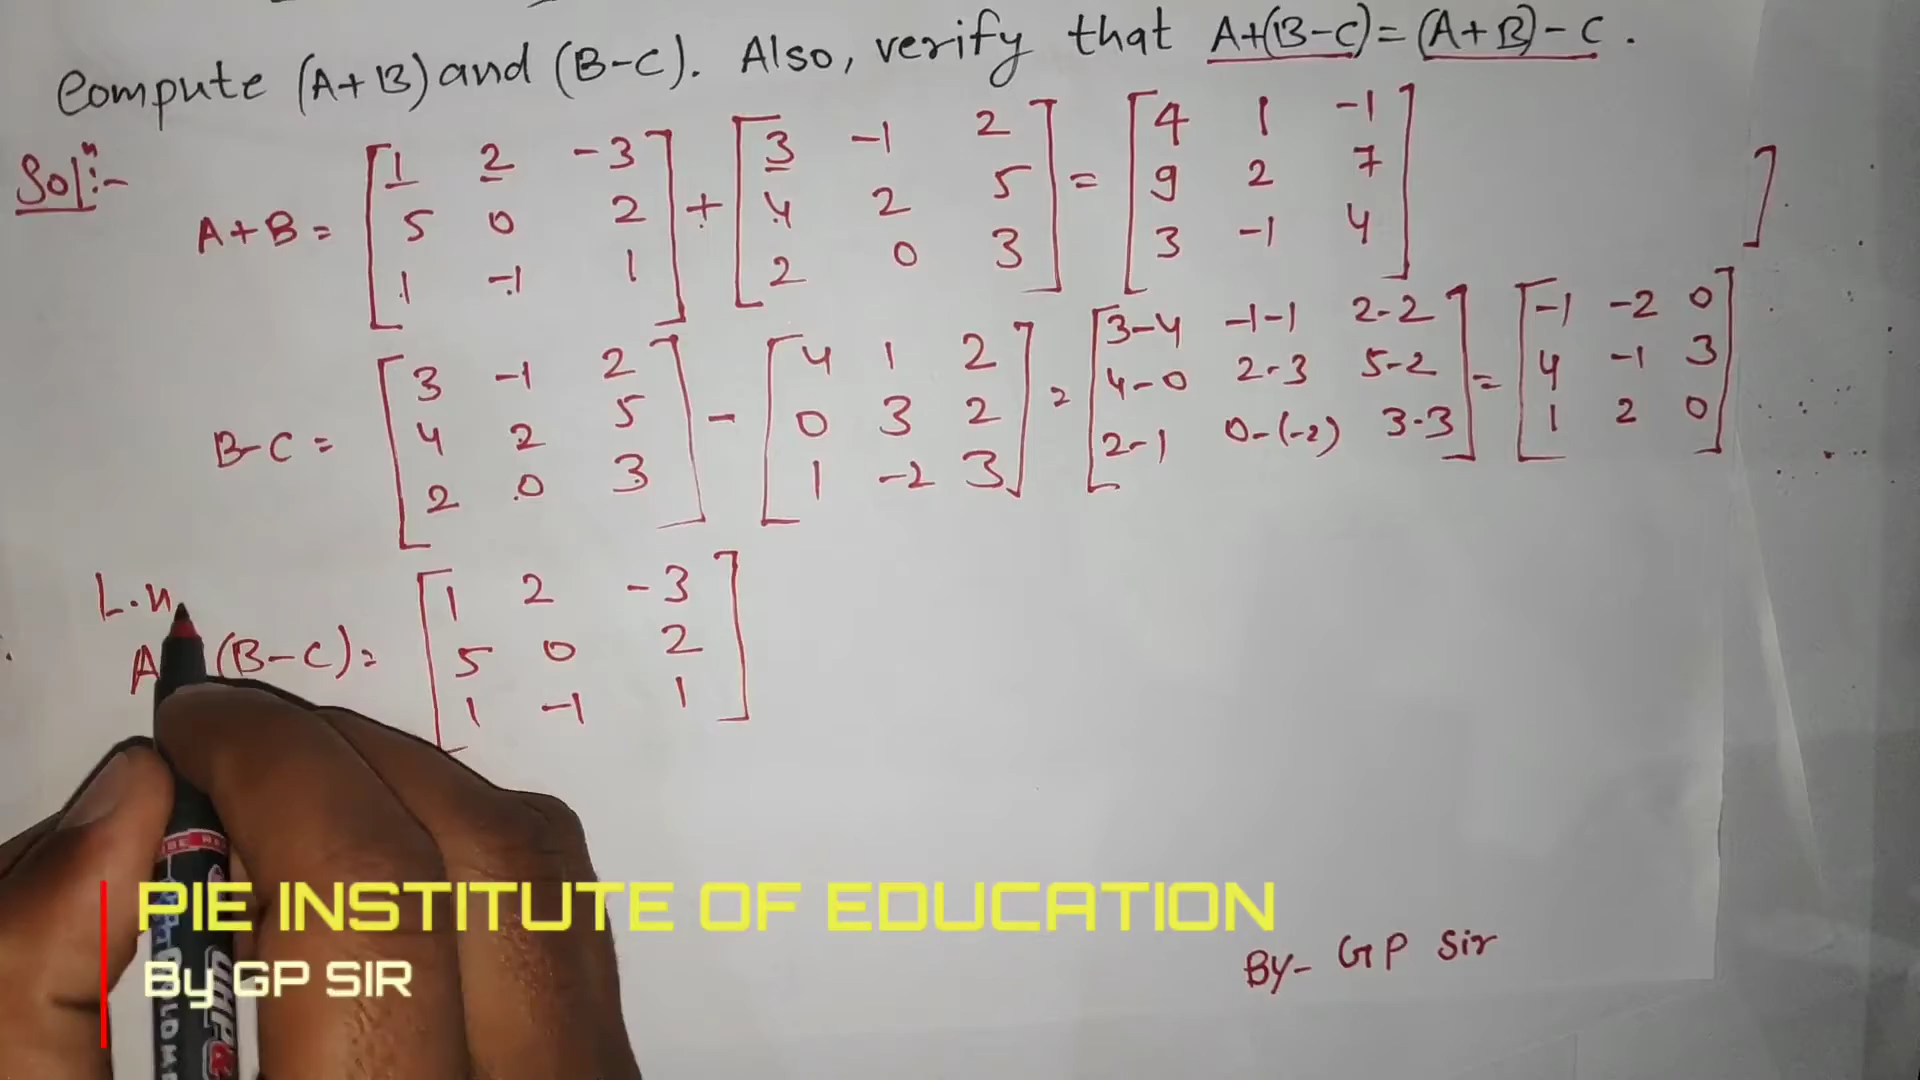 Compute (A+B) and (B-C). Also, verify that A+(B-C)=(A+B)-C.
Solⁿ:-
A+B = [1 2 -3] + [3 -1 2] = [4 1 -1]
5 0 2 4 2 5 9 2 7
1 -1 1 2 0 3 3 -1 4
]
B-C = [3 -1 2] - [4 1 2] = [3-4 -1-1 2-2] = [-1 -2 0]
4 2 5 0 3 2 4-0 2-3 5-2 4 -1 3
2 0 3 1 -2 3 2-1 0-(-2) 3-3 1 2 0
L.H
A (B-C) = [1 2 -3]
5 0 2
1 -1 1
PIE INSTITUTE OF EDUCATION
By GP SIR
By- GP Sir